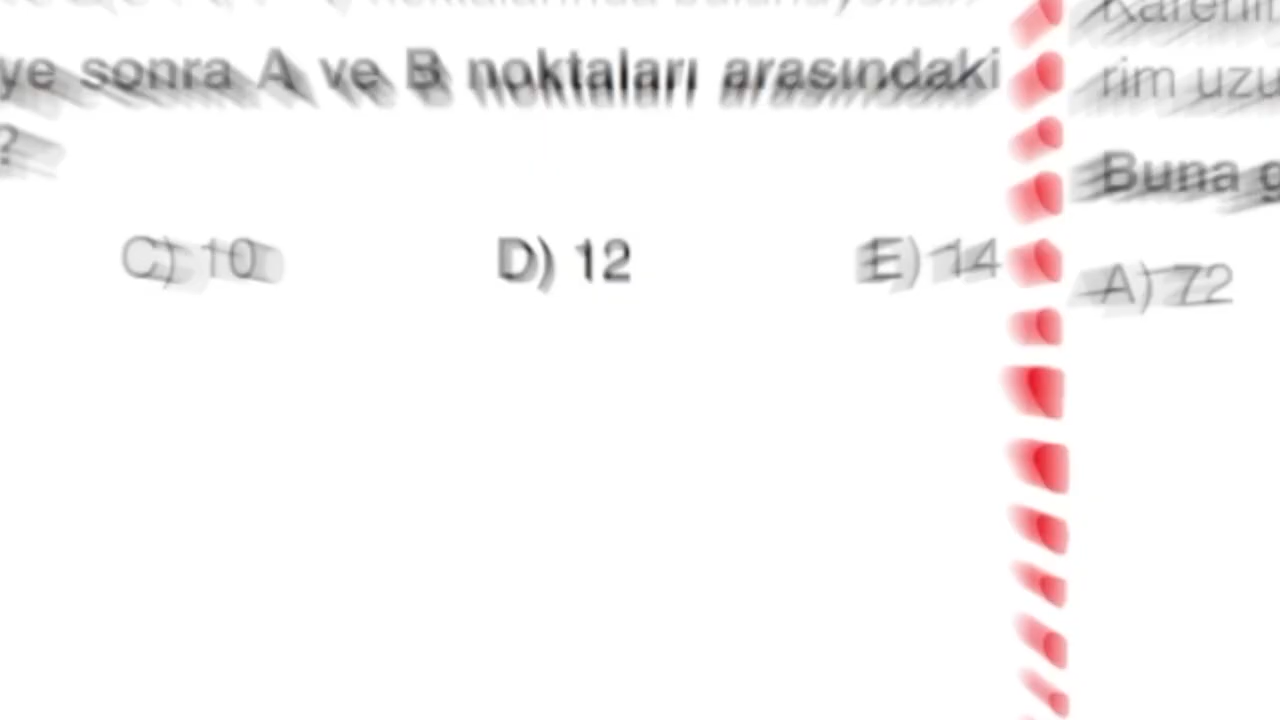 ye sonra A ve B noktaları arasındaki
?
C) 10 D) 12 E) 14
rim uzu
Buna g
A) 72